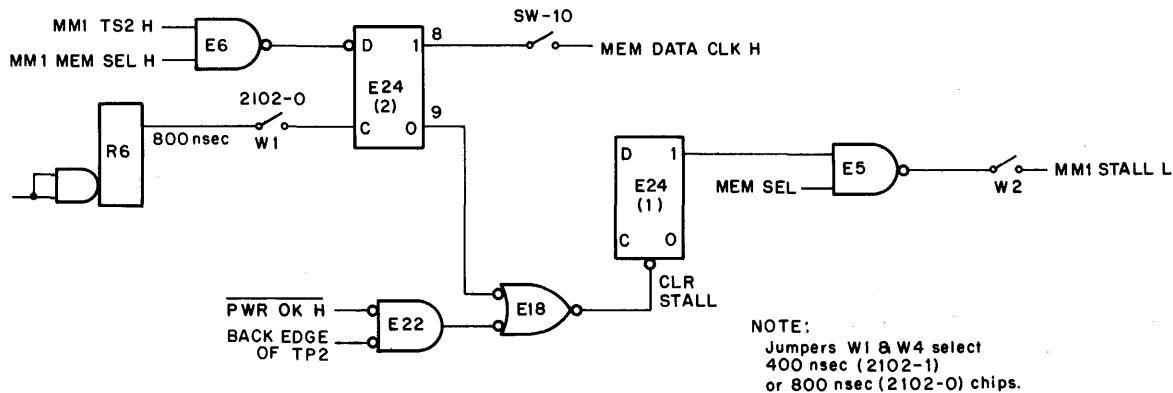 MM1 TS2 H
MM1 MEM SEL H
E6
D 1
E24
(2)
C 0
8
9
SW-10
MEM DATA CLK H
2102-0
W1
800 nsec
R6
D 1
E24
(1)
C 0
MEM SEL
E5
W2
MM1 STALL L
CLR
STALL
PWR OK H
BACK EDGE
OF TP2
E22
E18
NOTE:
Jumpers W1 & W4 select
400 nsec (2102-1)
or 800 nsec (2102-0) chips.